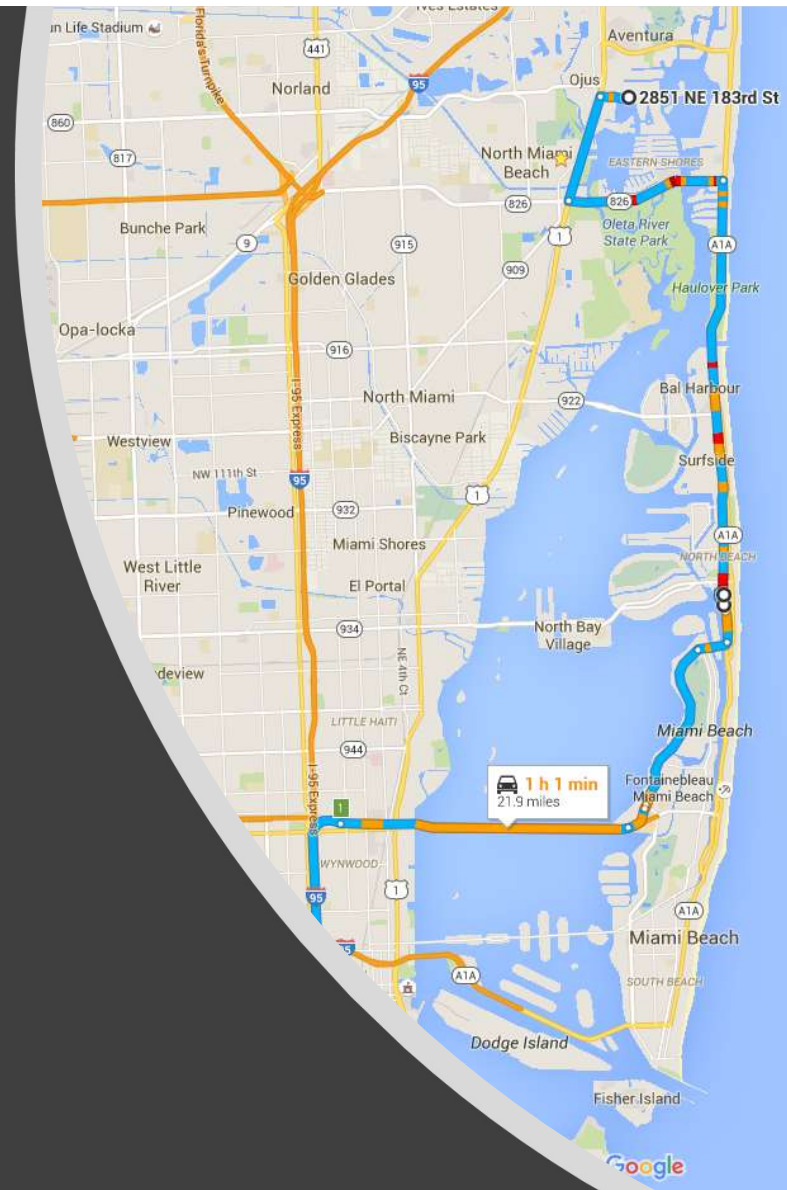 Ives Estates
un Life Stadium
Florida's Turnpike
441
Aventura
Ojus
95
Norland
2851 NE 183rd St
860
817
North Miami
Beach
EASTERN SHORES
826
826
Bunche Park
Oleta River
State Park
9
915
1
A1A
909
Golden Glades
Haulover Park
Opa-locka
916
I-95 Express
North Miami
Bal Harbour
922
Westview
Biscayne Park
Surfside
NW 111th St
95
1
Pinewood
932
A1A
Miami Shores
NORTH BEACH
West Little
River
El Portal
934
North Bay
Village
NE 4th Ct
deview
LITTLE HAITI
Miami Beach
944
1 h 1 min
21.9 miles
Fontainebleau
Miami Beach
I-95 Express
1
WYNWOOD
95
1
A1A
Miami Beach
95
A1A
SOUTH BEACH
Dodge Island
Fisher Island
Google